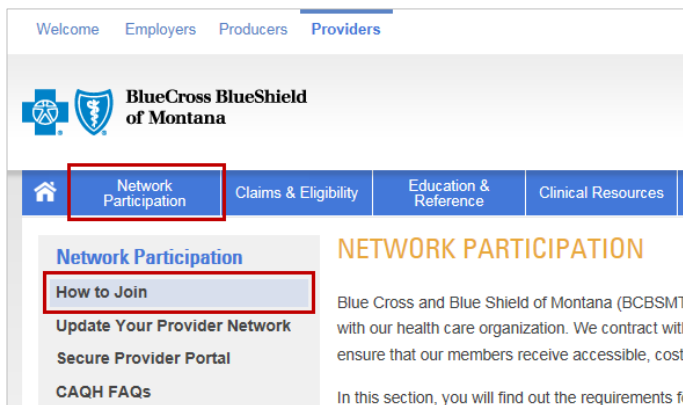 Welcome Employers Producers Providers
BlueCross BlueShield
of Montana
Network
Participation
Claims & Eligibility
Education &
Reference
Clinical Resources
Network Participation
How to Join
Update Your Provider Network
Secure Provider Portal
CAQH FAQs
NETWORK PARTICIPATION
Blue Cross and Blue Shield of Montana (BCBSMT
with our health care organization. We contract wit
ensure that our members receive accessible, cost
In this section, you will find out the requirements f